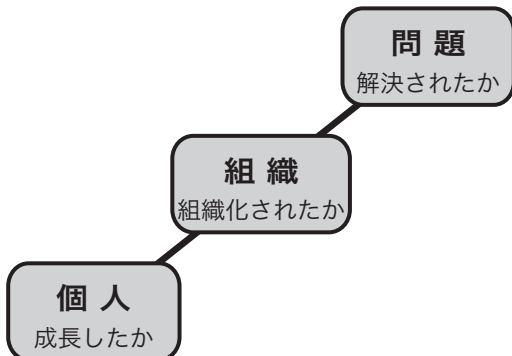 問 題
解決されたか
組 織
組織化されたか
個 人
成長したか